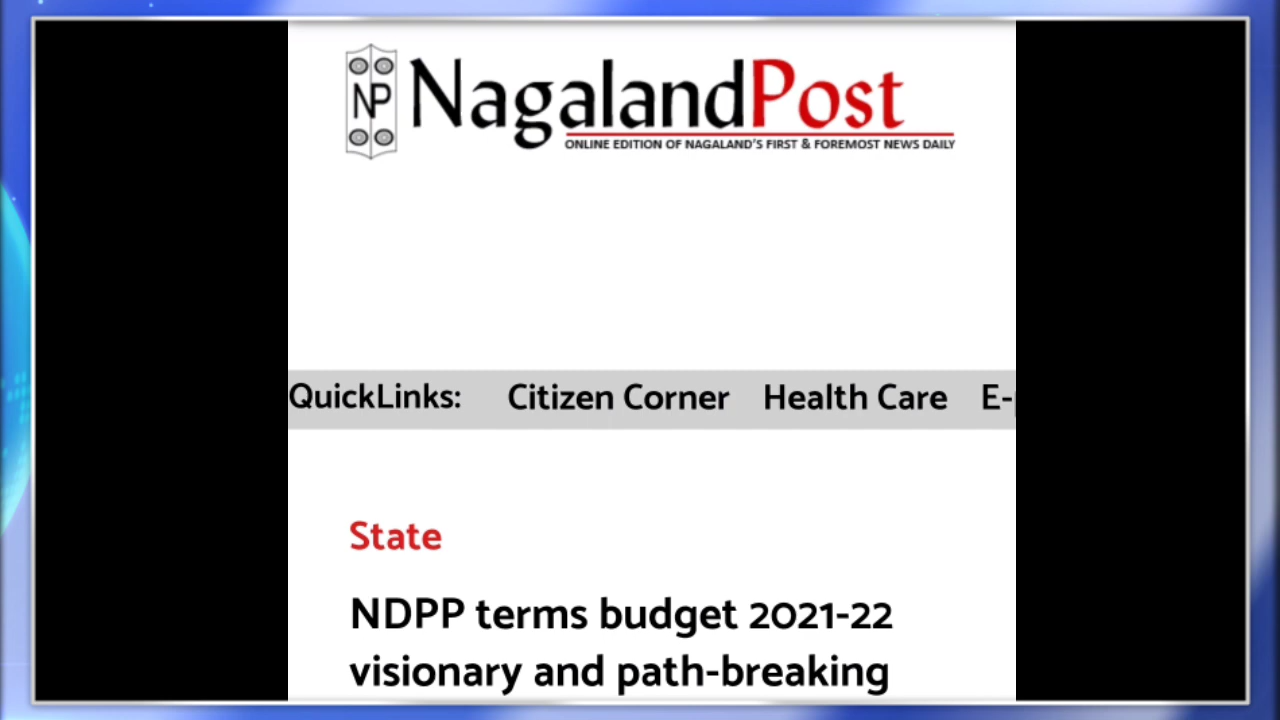 NP
NagalandPost
ONLINE EDITION OF NAGALAND'S FIRST & FOREMOST NEWS DAILY
QuickLinks: Citizen Corner Health Care E-
State
NDPP terms budget 2021-22
visionary and path-breaking